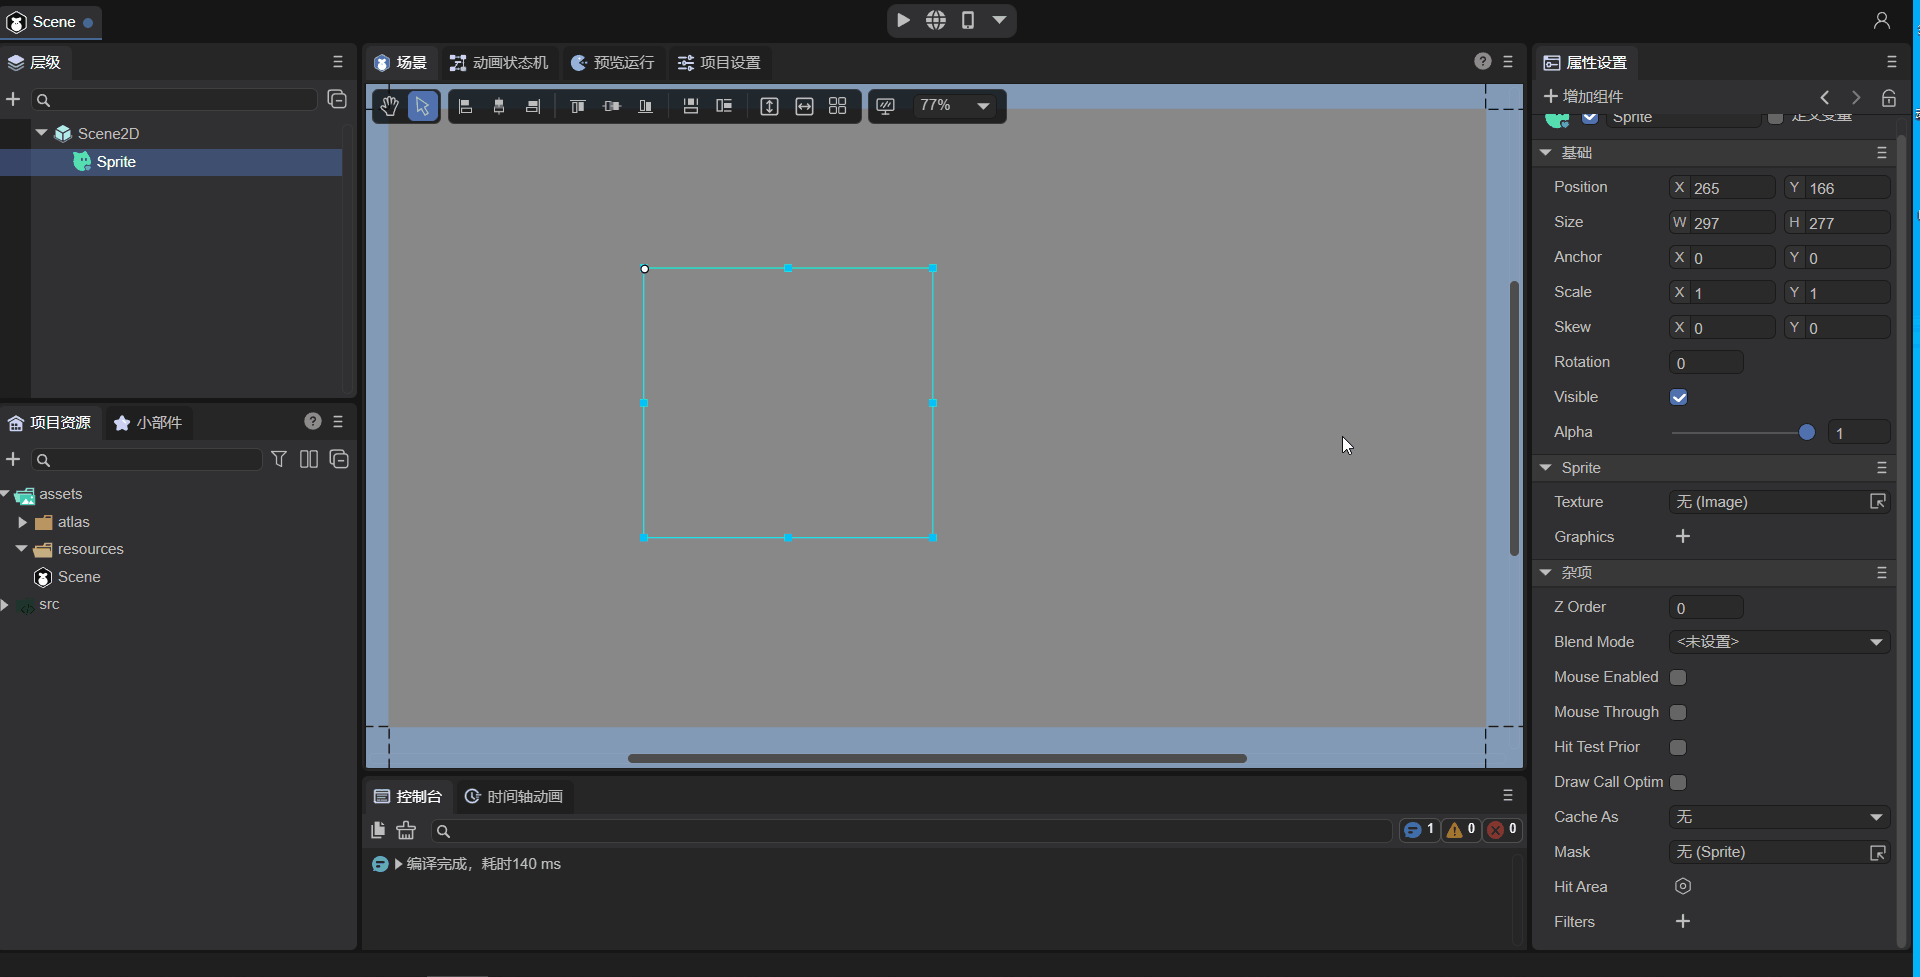 Scene
层级
Scene2D
Sprite
项目资源
小部件
assets
atlas
resources
Scene
src
场景
动画状态机
预览运行
项目设置
77%
控制台
时间轴动画
1
0
0
编译完成，耗时140 ms
属性设置
增加组件
Sprite
定义变量
基础
Position X 265 Y 166
Size W 297 H 277
Anchor X 0 Y 0
Scale X 1 Y 1
Skew X 0 Y 0
Rotation 0
Visible
Alpha 1
Sprite
Texture 无 (Image)
Graphics
杂项
Z Order 0
Blend Mode <未设置>
Mouse Enabled
Mouse Through
Hit Test Prior
Draw Call Optim
Cache As 无
Mask 无 (Sprite)
Hit Area
Filters